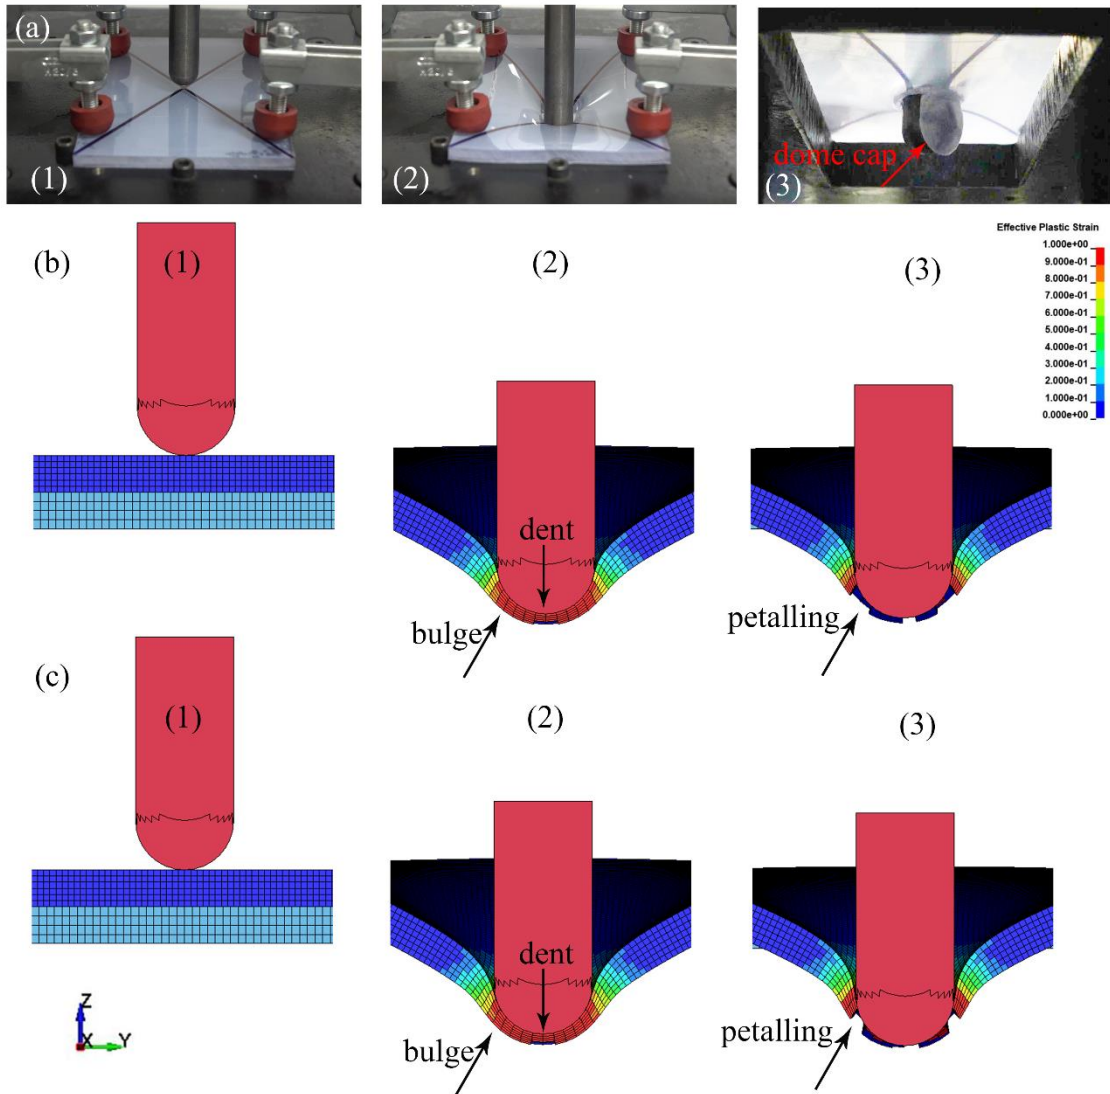 (a)
(1)
(2)
dome cap
(3)
(b)
(1)
(2)
(3)
Effective Plastic Strain
1.000e+00
9.000e-01
8.000e-01
7.000e-01
6.000e-01
5.000e-01
4.000e-01
3.000e-01
2.000e-01
1.000e-01
0.000e+00
dent
bulge
petalling
(c)
(1)
(2)
(3)
dent
bulge
petalling
Z
X
Y